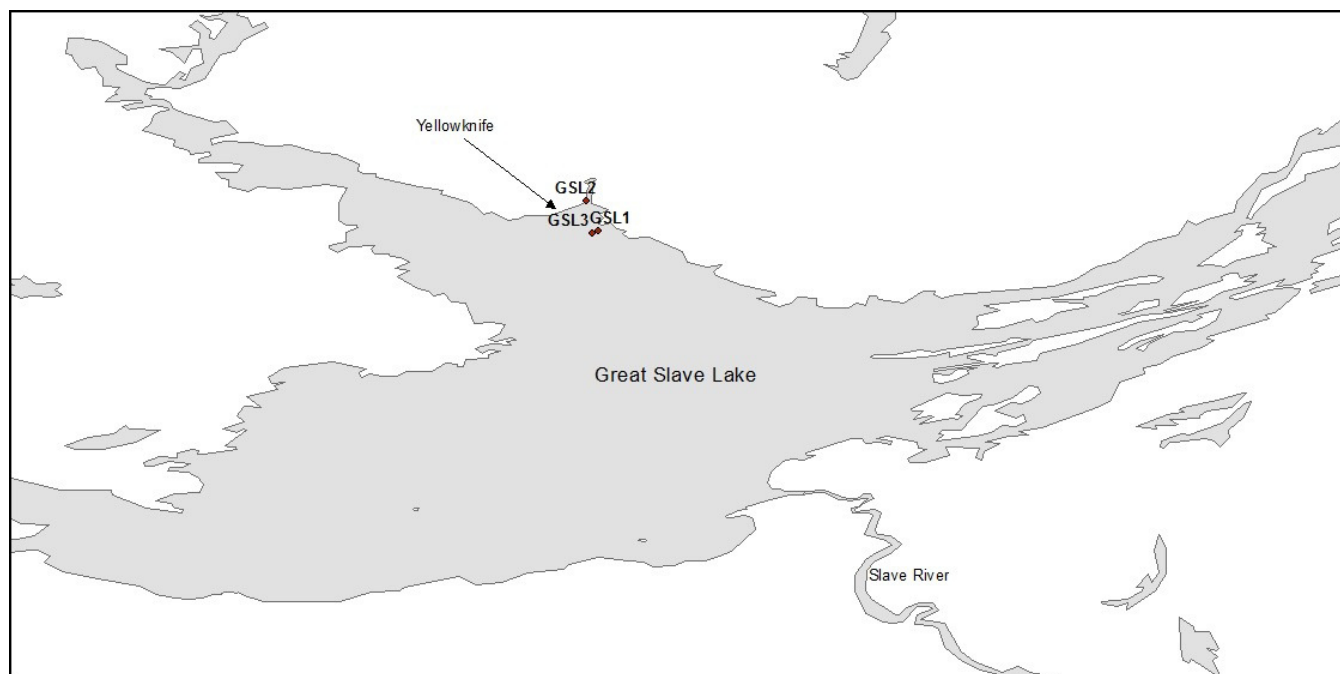 Yellowknife
GSL2
GSL3
GSL1
Great Slave Lake
Slave River